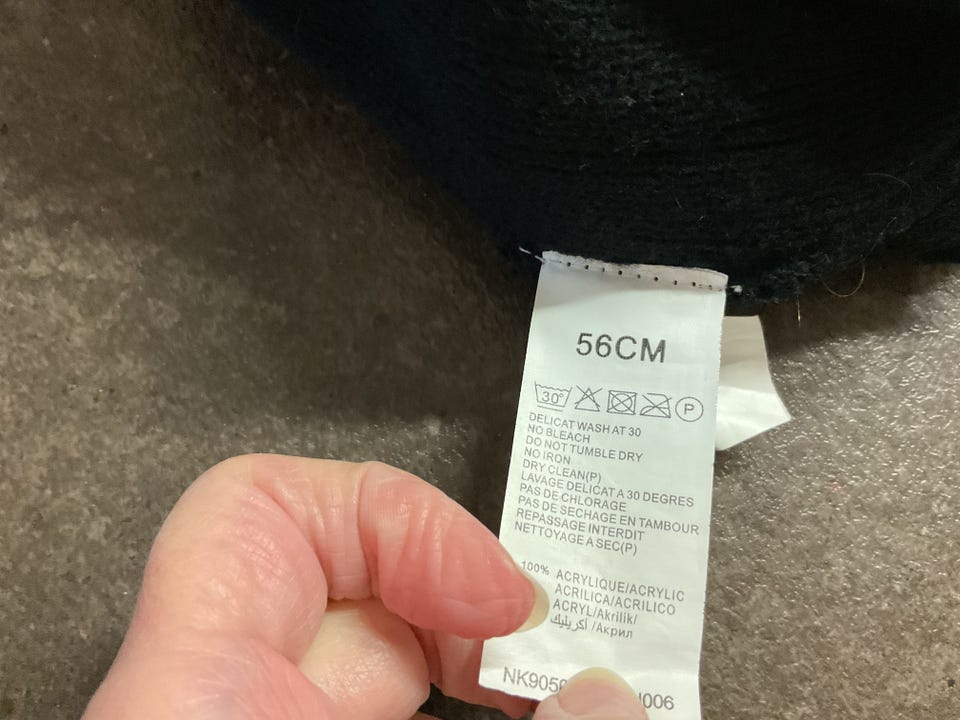 56CM
30°
P
DELICAT WASH AT 30
NO BLEACH
DO NOT TUMBLE DRY
NO IRON
DRY CLEAN(P)
LAVAGE DELICAT A 30 DEGRES
PAS DE CHLORAGE
PAS DE SECHAGE EN TAMBOUR
REPASSAGE INTERDIT
NETTOYAGE A SEC(P)
100% ACRYLIQUE/ACRYLIC
ACRILICA/ACRILICO
ACRYL/Akrilik/
أكريليك /Акрил